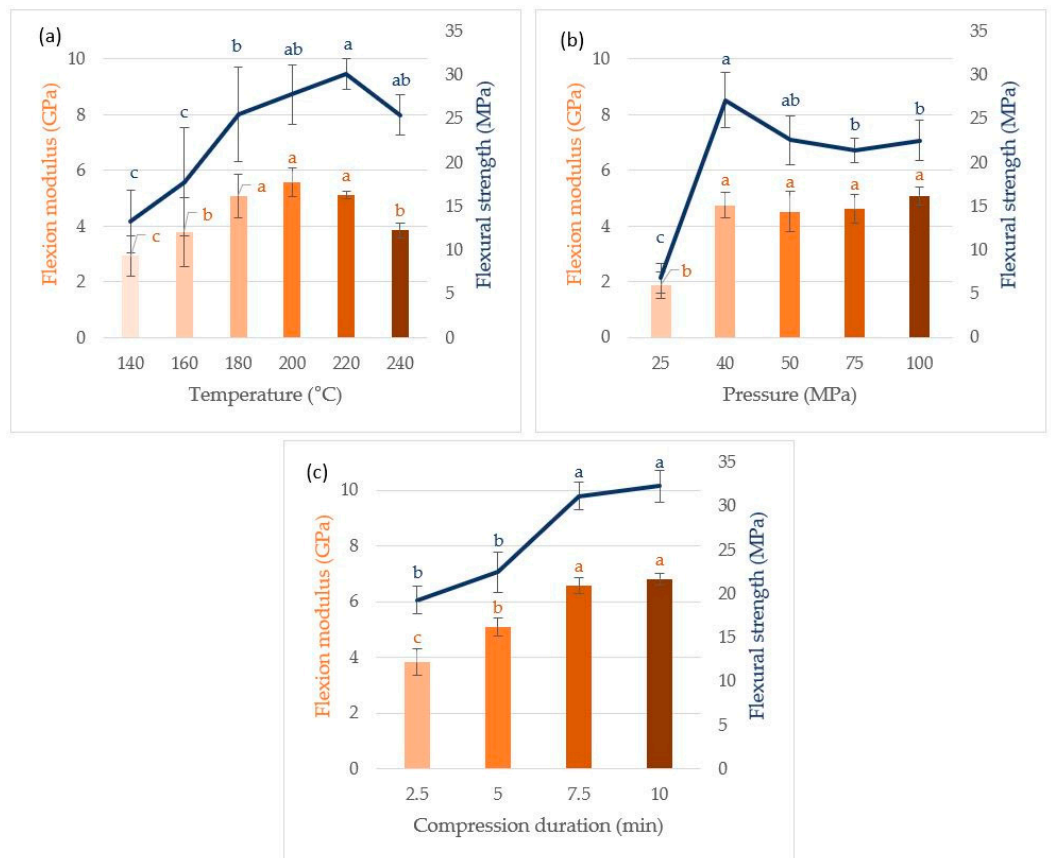 (a)
Flexion modulus (GPa)
10
8
6
4
2
0
c
c
b
ab
a
ab
c
b
a
a
a
b
35
30
25
20
15
10
5
0
Flexural strength (MPa)
140 160 180 200 220 240
Temperature (°C)
(b)
Flexion modulus (GPa)
10
8
6
4
2
0
c
a
ab
b
b
b
a
a
a
a
35
30
25
20
15
10
5
0
Flexural strength (MPa)
25 40 50 75 100
Pressure (MPa)
(c)
Flexion modulus (GPa)
10
8
6
4
2
0
b
b
a
a
c
b
a
a
35
30
25
20
15
10
5
0
Flexural strength (MPa)
2.5 5 7.5 10
Compression duration (min)